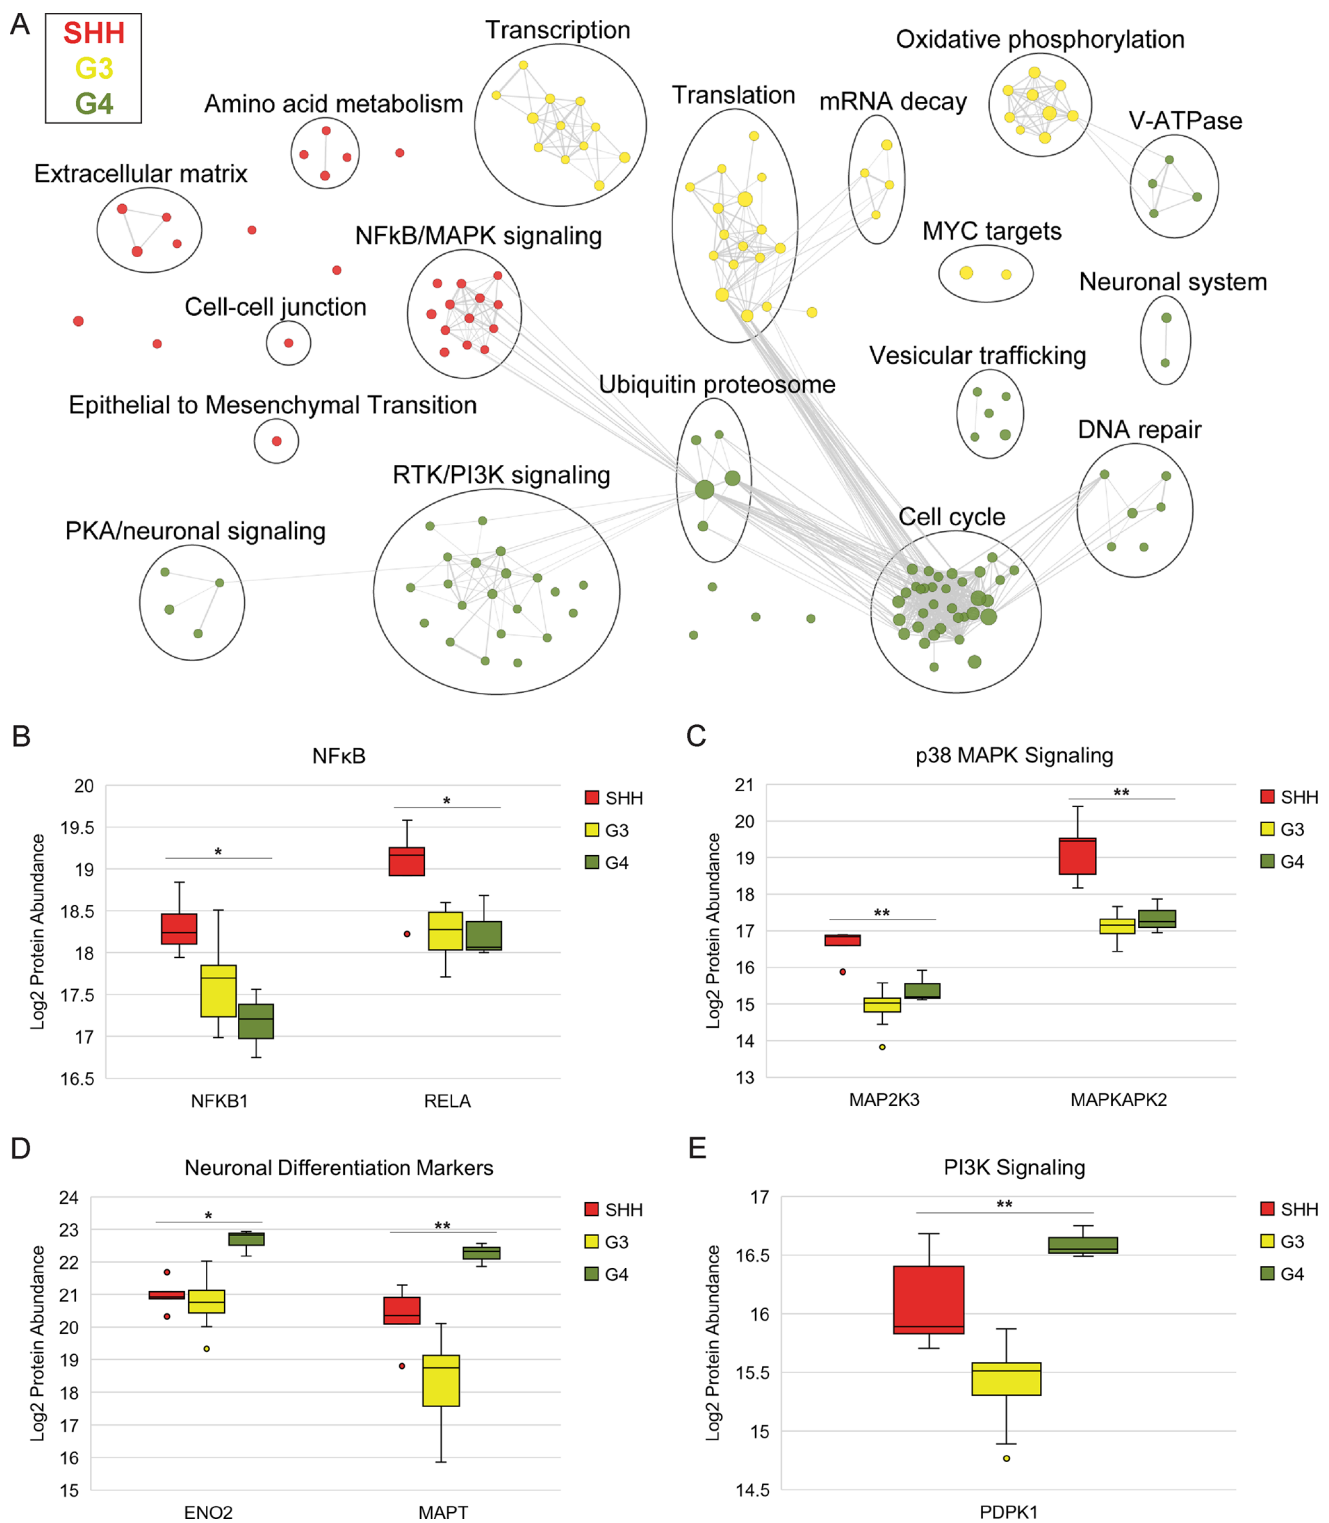 A
SHH
G3
G4
Transcription
Oxidative phosphorylation
Amino acid metabolism
Translation
mRNA decay
V-ATPase
Extracellular matrix
NFkB/MAPK signaling
MYC targets
Neuronal system
Cell-cell junction
Vesicular trafficking
Ubiquitin proteosome
Epithelial to Mesenchymal Transition
DNA repair
RTK/PI3K signaling
Cell cycle
PKA/neuronal signaling
B
NFκB
Log2 Protein Abundance
20
19.5
19
18.5
18
17.5
17
16.5
*
*
NFKB1
RELA
SHH
G3
G4
C
p38 MAPK Signaling
Log2 Protein Abundance
21
20
19
18
17
16
15
14
13
**
**
MAP2K3
MAPKAPK2
SHH
G3
G4
D
Neuronal Differentiation Markers
Log2 Protein Abundance
24
23
22
21
20
19
18
17
16
15
*
**
ENO2
MAPT
SHH
G3
G4
E
PI3K Signaling
Log2 Protein Abundance
17
16.5
16
15.5
15
14.5
**
PDPK1
SHH
G3
G4